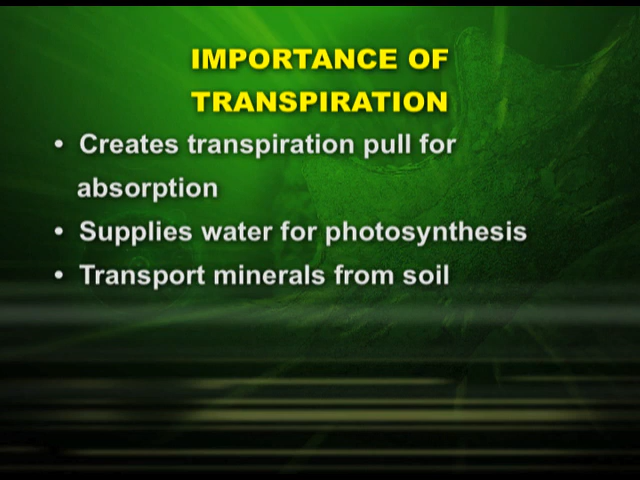 IMPORTANCE OF
TRANSPIRATION
• Creates transpiration pull for
absorption
• Supplies water for photosynthesis
• Transport minerals from soil